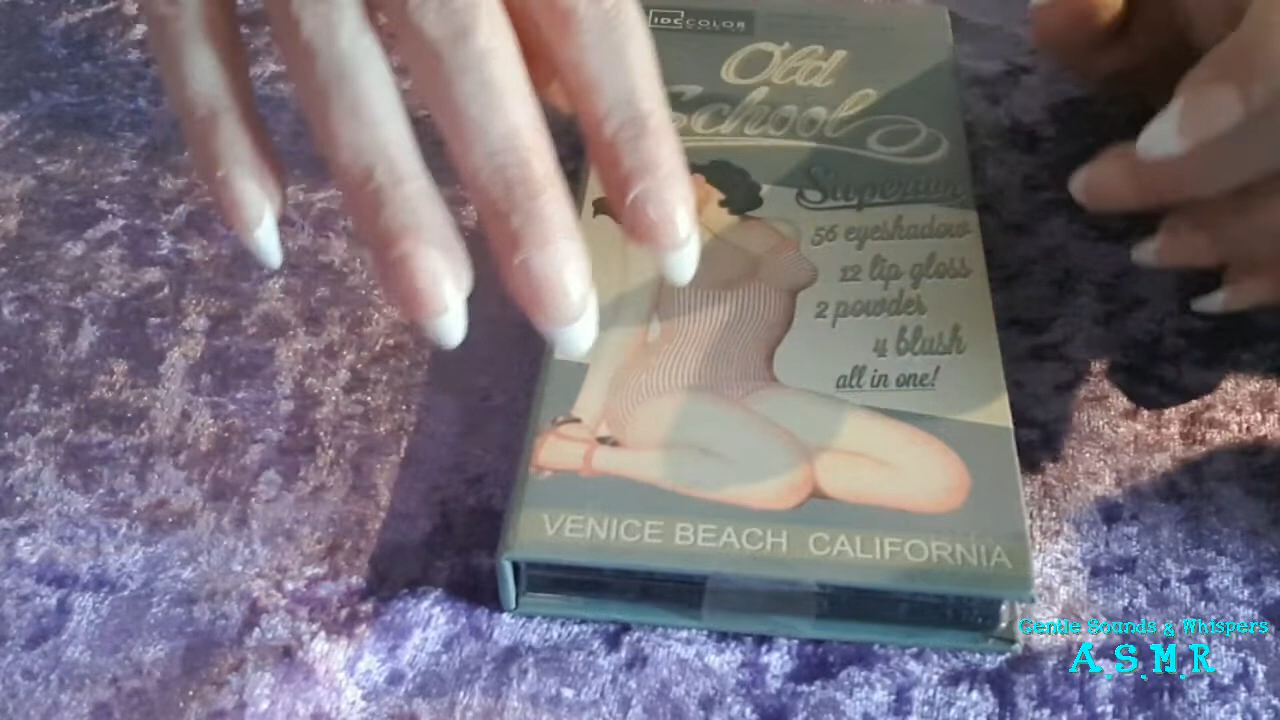 IDC COLOR
Old
School
Superior
56 eyeshadow
12 lip gloss
2 powder
4 blush
all in one!
VENICE BEACH CALIFORNIA
Gentle Sounds & Whispers
A.S.M.R